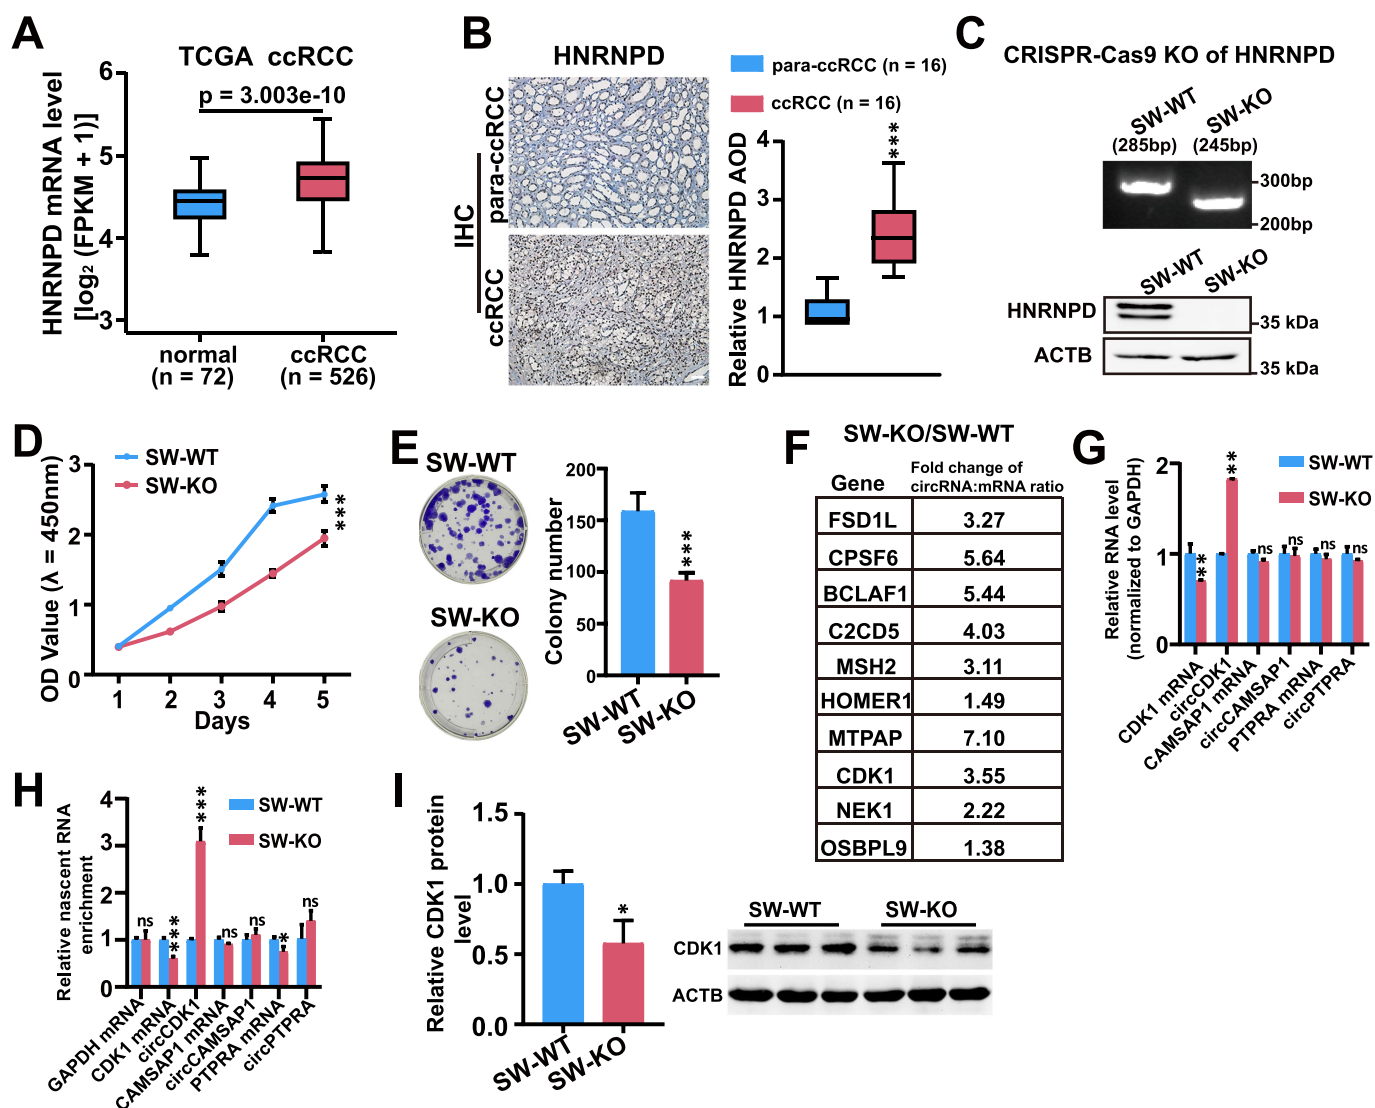 A
TCGA ccRCC
p = 3.003e-10
HNRNPD mRNA level
[log₂ (FPKM + 1)]
6
5
4
3
normal
(n = 72)
ccRCC
(n = 526)
B
HNRNPD
IHC
para-ccRCC
ccRCC
para-ccRCC (n = 16)
ccRCC (n = 16)
Relative HNRNPD AOD
4
3
2
1
0
***
C
CRISPR-Cas9 KO of HNRNPD
SW-WT
(285bp)
SW-KO
(245bp)
300bp
200bp
SW-WT
SW-KO
HNRNPD
35 kDa
ACTB
35 kDa
D
SW-WT
SW-KO
OD Value (λ = 450nm)
3
2
1
0
***
1 2 3 4 5
Days
E
SW-WT
SW-KO
Colony number
200
150
100
50
0
***
SW-WT
SW-KO
F
SW-KO/SW-WT
Gene
Fold change of
circRNA:mRNA ratio
FSD1L 3.27
CPSF6 5.64
BCLAF1 5.44
C2CD5 4.03
MSH2 3.11
HOMER1 1.49
MTPAP 7.10
CDK1 3.55
NEK1 2.22
OSBPL9 1.38
G
Relative RNA level
(normalized to GAPDH)
2
1
0
SW-WT
SW-KO
** ** ns ns ns ns
CDK1 mRNA
circCDK1
CAMSAP1 mRNA
circCAMSAP1
PTPRA mRNA
circPTPRA
H
Relative nascent RNA
enrichment
4
3
2
1
0
SW-WT
SW-KO
ns *** *** ns ns * ns
GAPDH mRNA
CDK1 mRNA
circCDK1
CAMSAP1 mRNA
circCAMSAP1
PTPRA mRNA
circPTPRA
I
Relative CDK1 protein
level
1.5
1.0
0.5
0.0
*
SW-WT
SW-KO
SW-WT
SW-KO
CDK1
ACTB